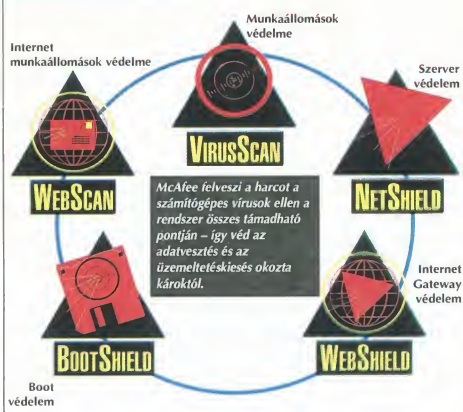 Munkaállomások
védelme
Internet
munkaállomások védelme
Szerver
védelem
VIRUSSCAN
WEBSCAN
NETSHIELD
McAfee felveszi a harcot a
számítógépes vírusok ellen a
rendszer összes támadható
pontján – így véd az
adatvesztés és az
üzemeltetéskiesés okozta
károktól.
Internet
Gateway
védelem
BOOTSHIELD
WEBSHIELD
Boot
védelem